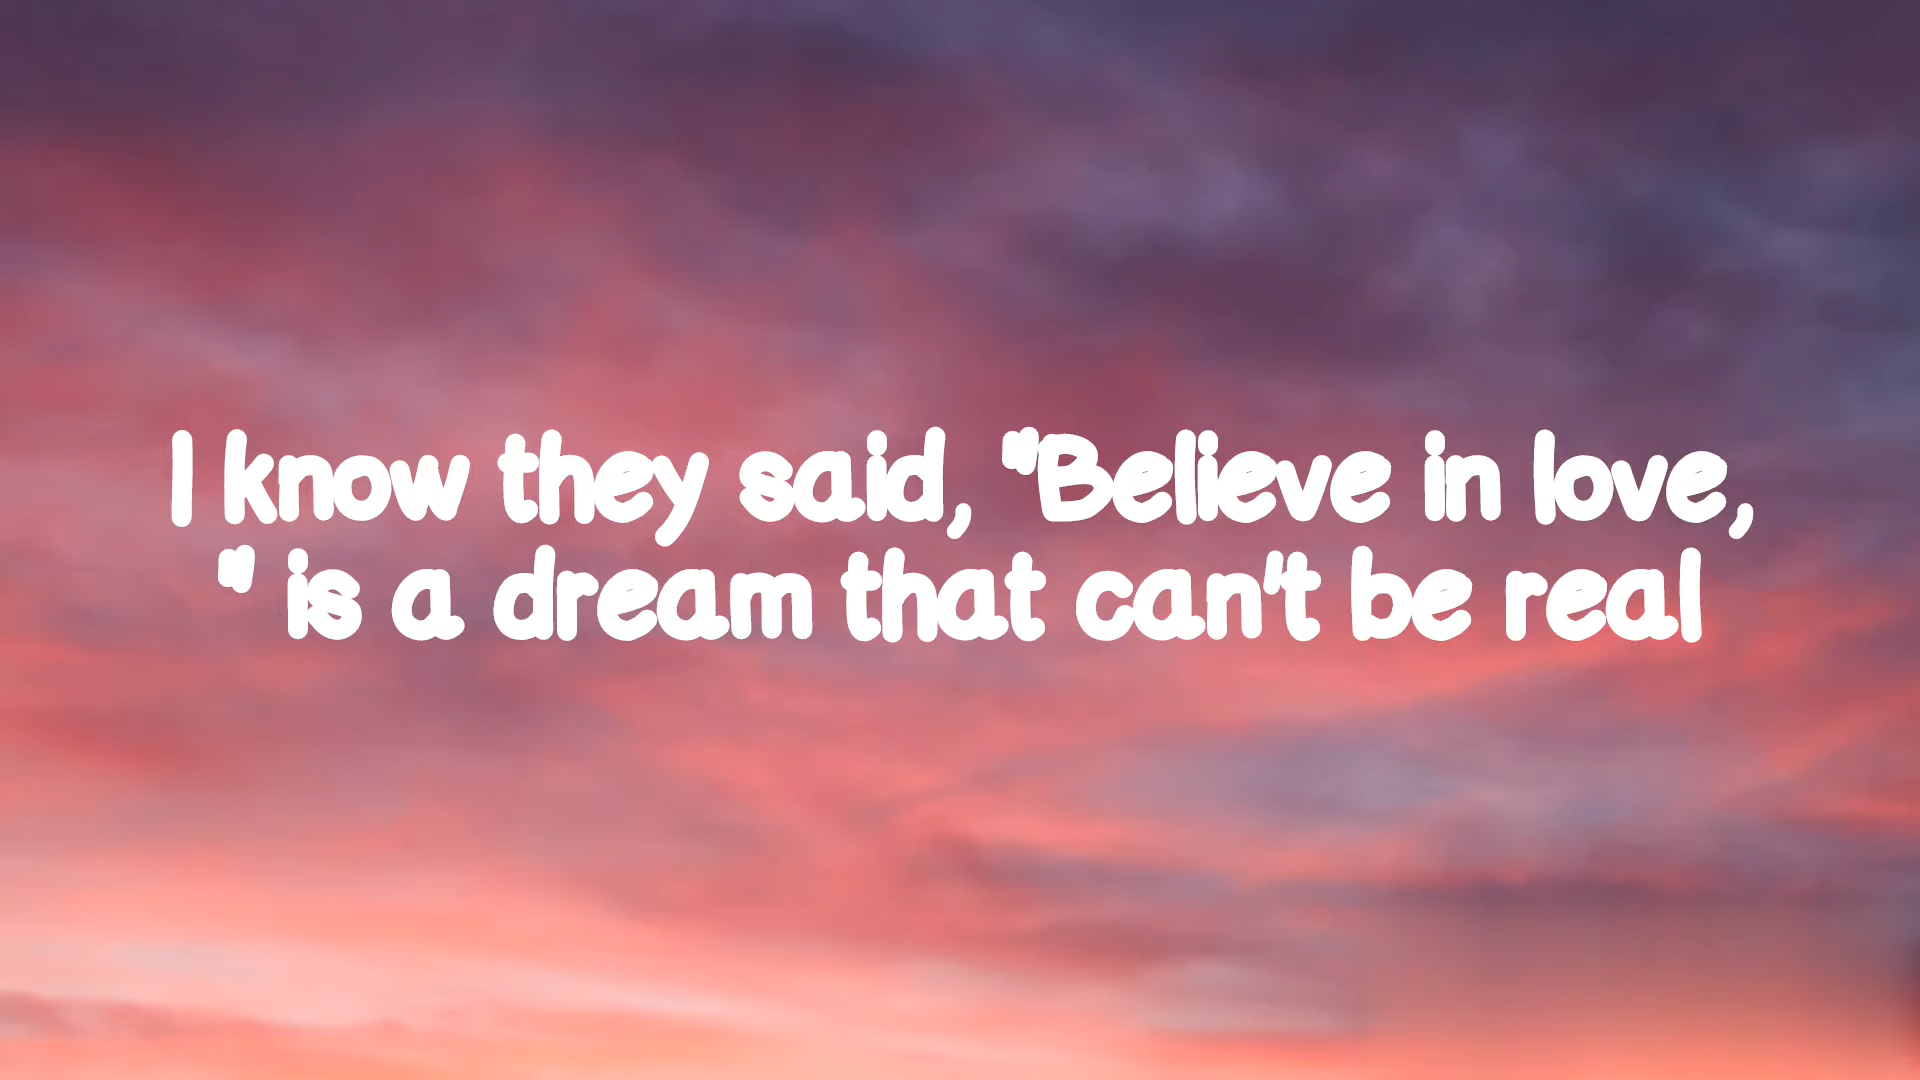 I know they said, "Believe in love,
" is a dream that can't be real